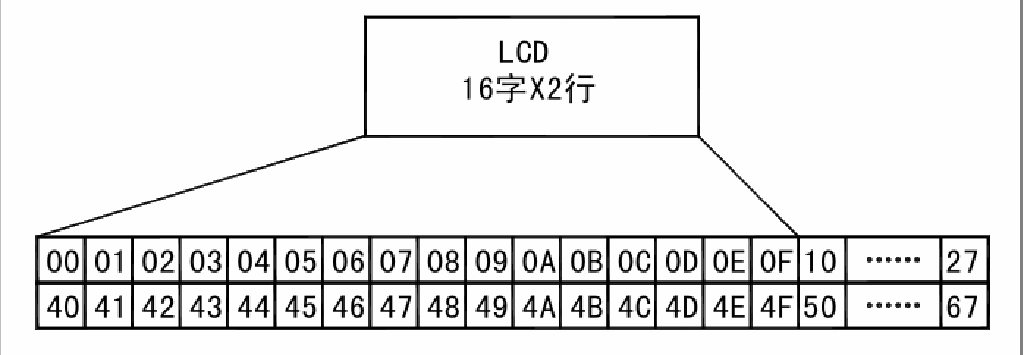 LCD
16字X2行
00 01 02 03 04 05 06 07 08 09 0A 0B 0C 0D 0E 0F 10 …… 27
40 41 42 43 44 45 46 47 48 49 4A 4B 4C 4D 4E 4F 50 …… 67